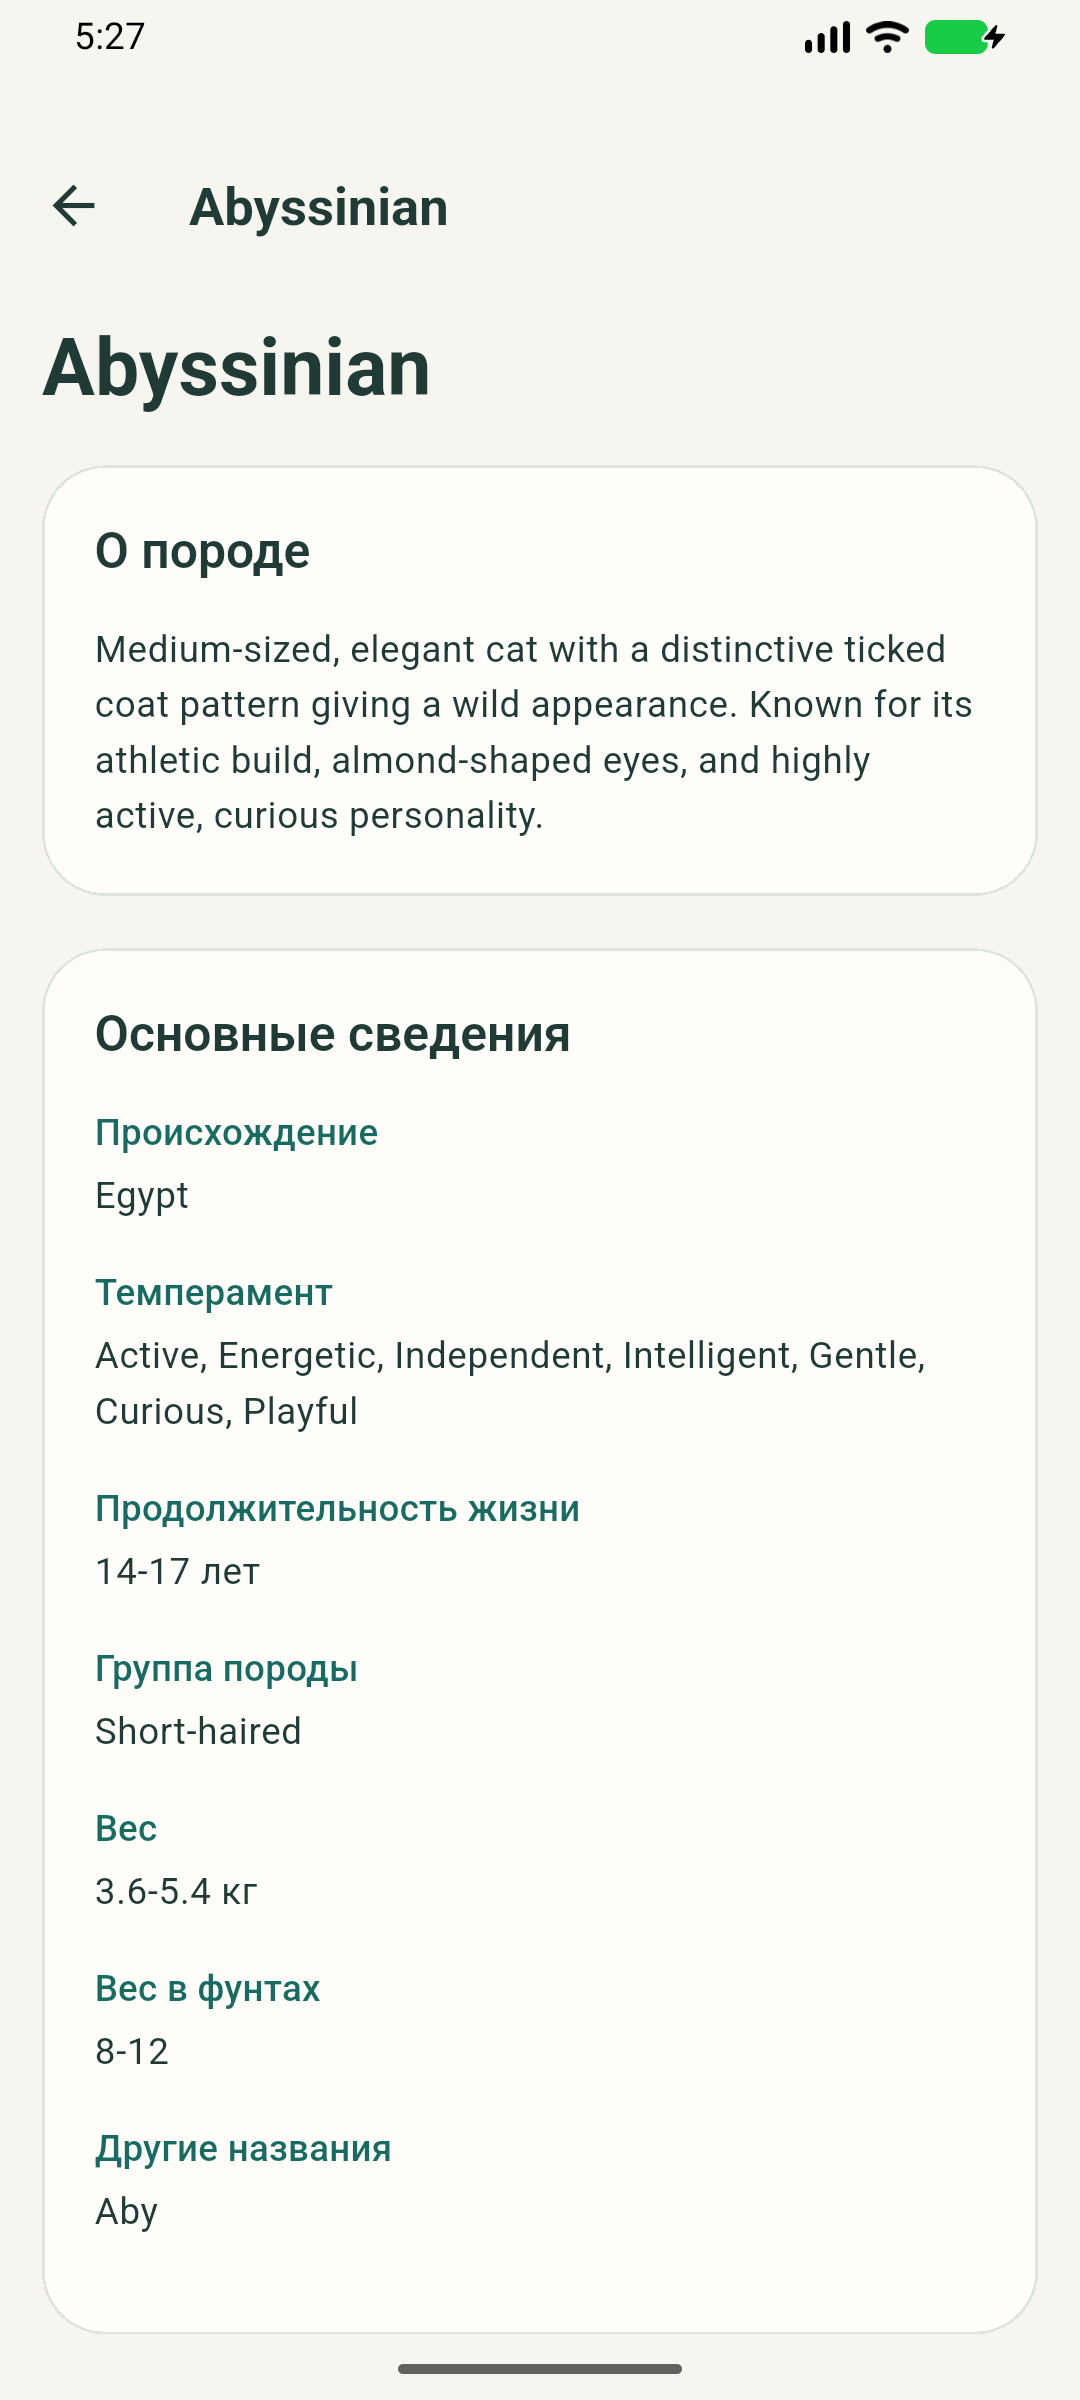 5:27
Abyssinian
Abyssinian
О породе
Medium-sized, elegant cat with a distinctive ticked
coat pattern giving a wild appearance. Known for its
athletic build, almond-shaped eyes, and highly
active, curious personality.
Основные сведения
Происхождение
Egypt
Темперамент
Active, Energetic, Independent, Intelligent, Gentle,
Curious, Playful
Продолжительность жизни
14-17 лет
Группа породы
Short-haired
Вес
3.6-5.4 кг
Вес в фунтах
8-12
Другие названия
Aby